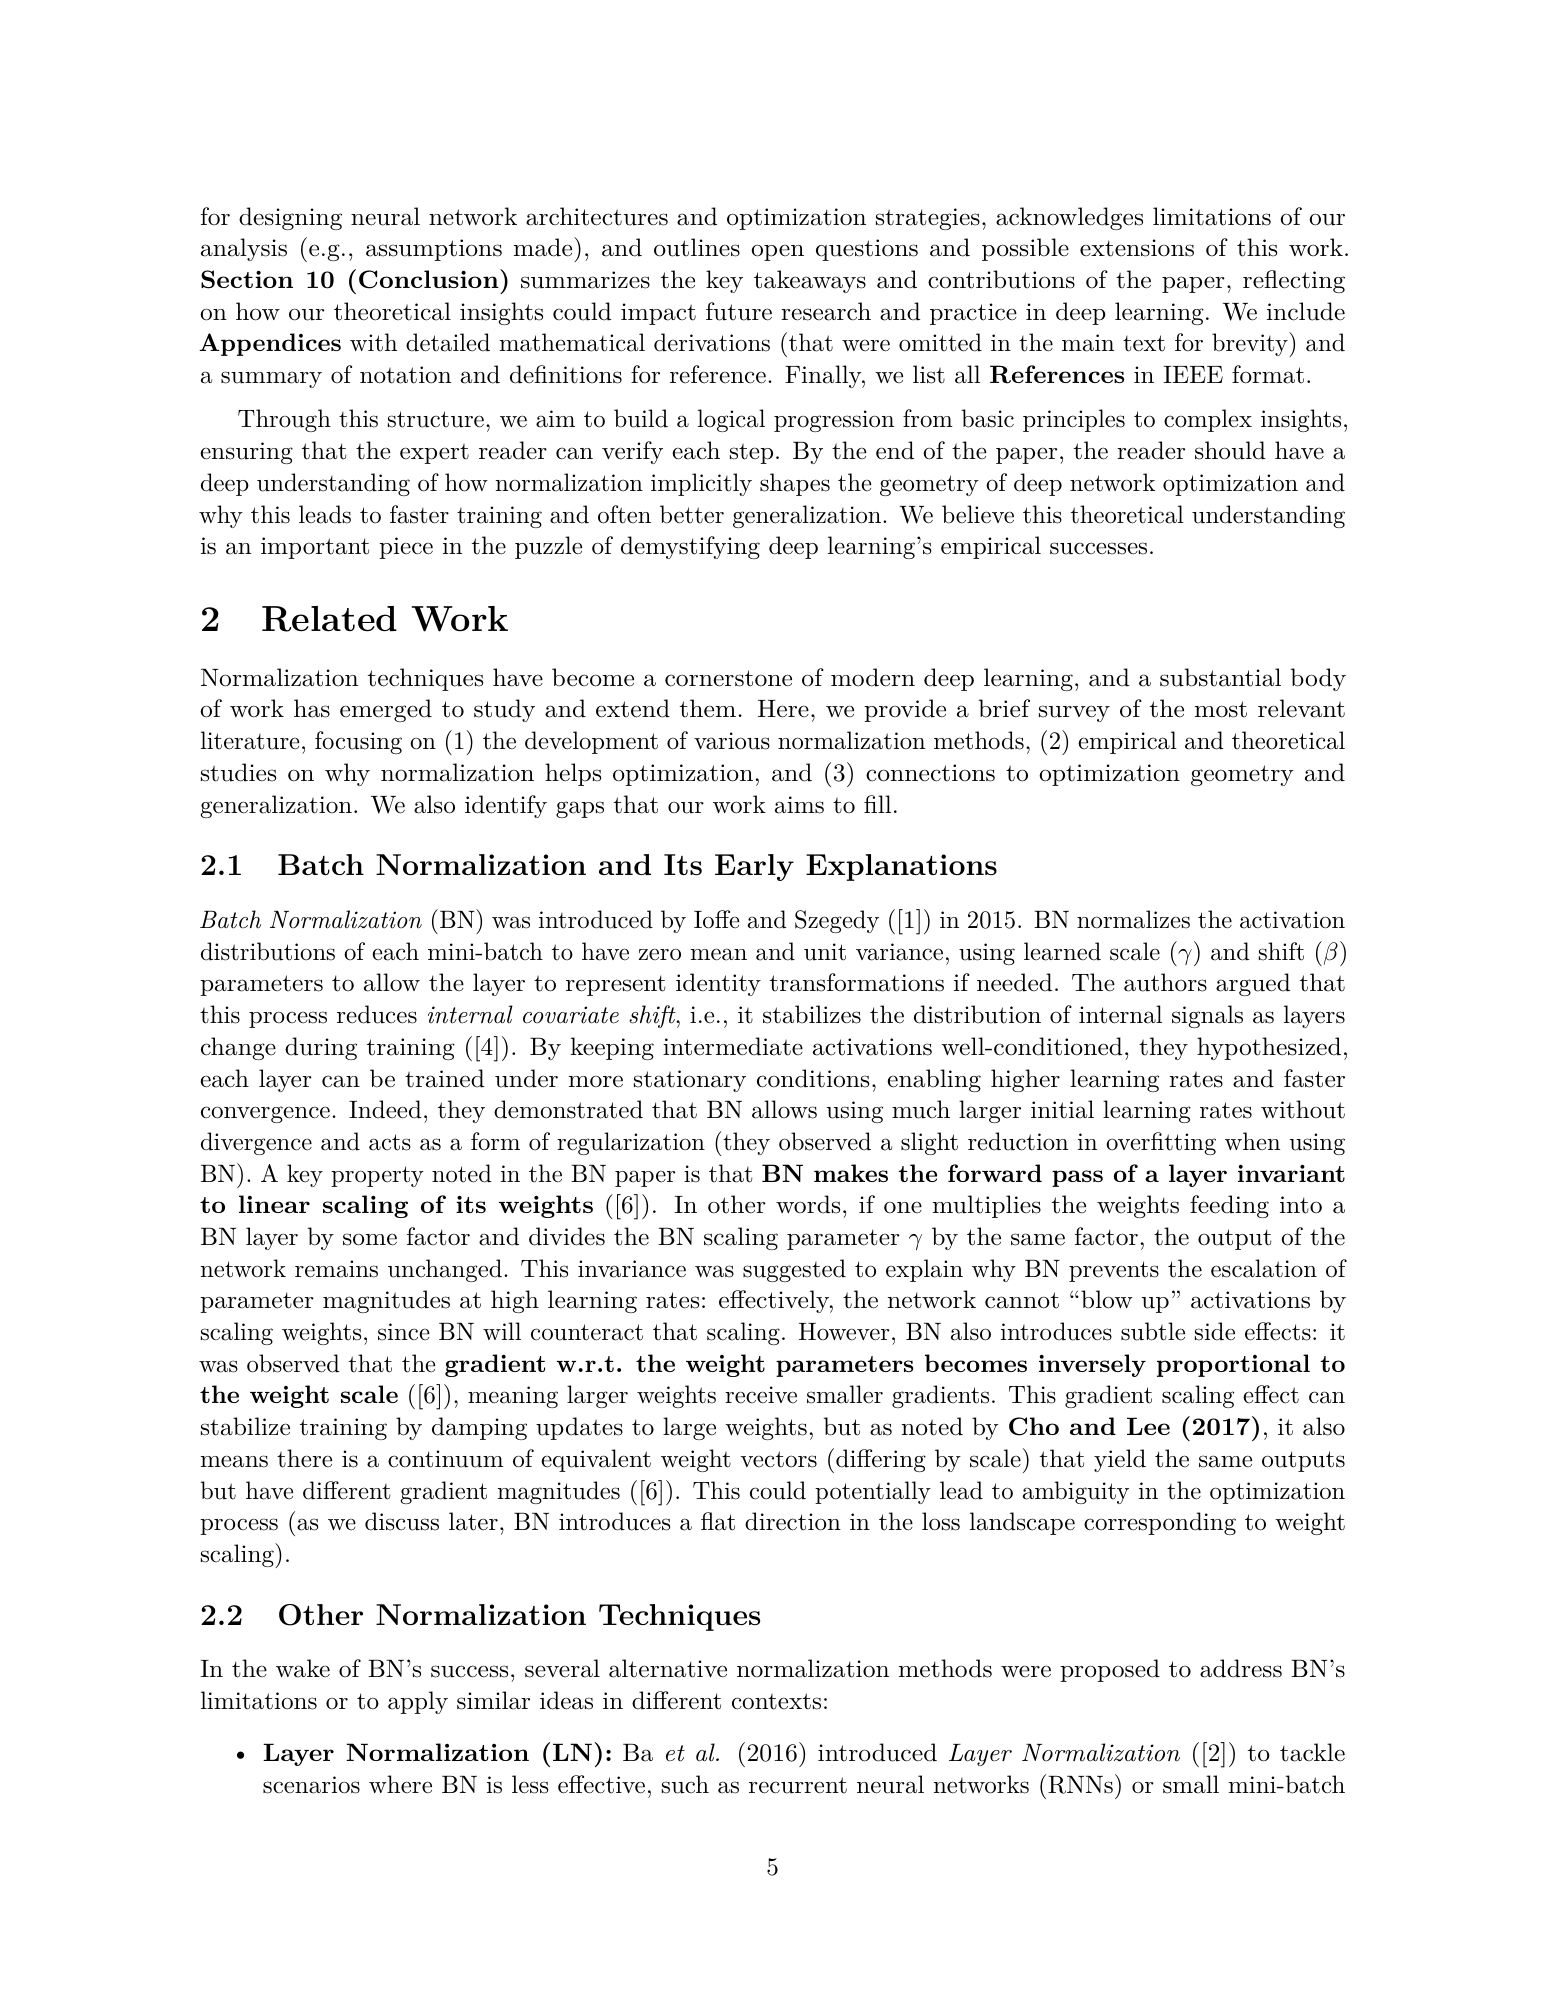 for designing neural network architectures and optimization strategies, acknowledges limitations of our
analysis (e.g., assumptions made), and outlines open questions and possible extensions of this work.
Section 10 (Conclusion) summarizes the key takeaways and contributions of the paper, reflecting
on how our theoretical insights could impact future research and practice in deep learning. We include
Appendices with detailed mathematical derivations (that were omitted in the main text for brevity) and
a summary of notation and definitions for reference. Finally, we list all References in IEEE format.
Through this structure, we aim to build a logical progression from basic principles to complex insights,
ensuring that the expert reader can verify each step. By the end of the paper, the reader should have a
deep understanding of how normalization implicitly shapes the geometry of deep network optimization and
why this leads to faster training and often better generalization. We believe this theoretical understanding
is an important piece in the puzzle of demystifying deep learning’s empirical successes.
2 Related Work
Normalization techniques have become a cornerstone of modern deep learning, and a substantial body
of work has emerged to study and extend them. Here, we provide a brief survey of the most relevant
literature, focusing on (1) the development of various normalization methods, (2) empirical and theoretical
studies on why normalization helps optimization, and (3) connections to optimization geometry and
generalization. We also identify gaps that our work aims to fill.
2.1 Batch Normalization and Its Early Explanations
Batch Normalization (BN) was introduced by Ioffe and Szegedy ([1]) in 2015. BN normalizes the activation
distributions of each mini-batch to have zero mean and unit variance, using learned scale (γ) and shift (β)
parameters to allow the layer to represent identity transformations if needed. The authors argued that
this process reduces internal covariate shift, i.e., it stabilizes the distribution of internal signals as layers
change during training ([4]). By keeping intermediate activations well-conditioned, they hypothesized,
each layer can be trained under more stationary conditions, enabling higher learning rates and faster
convergence. Indeed, they demonstrated that BN allows using much larger initial learning rates without
divergence and acts as a form of regularization (they observed a slight reduction in overfitting when using
BN). A key property noted in the BN paper is that BN makes the forward pass of a layer invariant
to linear scaling of its weights ([6]). In other words, if one multiplies the weights feeding into a
BN layer by some factor and divides the BN scaling parameter γ by the same factor, the output of the
network remains unchanged. This invariance was suggested to explain why BN prevents the escalation of
parameter magnitudes at high learning rates: effectively, the network cannot “blow up” activations by
scaling weights, since BN will counteract that scaling. However, BN also introduces subtle side effects: it
was observed that the gradient w.r.t. the weight parameters becomes inversely proportional to
the weight scale ([6]), meaning larger weights receive smaller gradients. This gradient scaling effect can
stabilize training by damping updates to large weights, but as noted by Cho and Lee (2017), it also
means there is a continuum of equivalent weight vectors (differing by scale) that yield the same outputs
but have different gradient magnitudes ([6]). This could potentially lead to ambiguity in the optimization
process (as we discuss later, BN introduces a flat direction in the loss landscape corresponding to weight
scaling).
2.2 Other Normalization Techniques
In the wake of BN’s success, several alternative normalization methods were proposed to address BN’s
limitations or to apply similar ideas in different contexts:
• Layer Normalization (LN): Ba et al. (2016) introduced Layer Normalization ([2]) to tackle
scenarios where BN is less effective, such as recurrent neural networks (RNNs) or small mini-batch
5